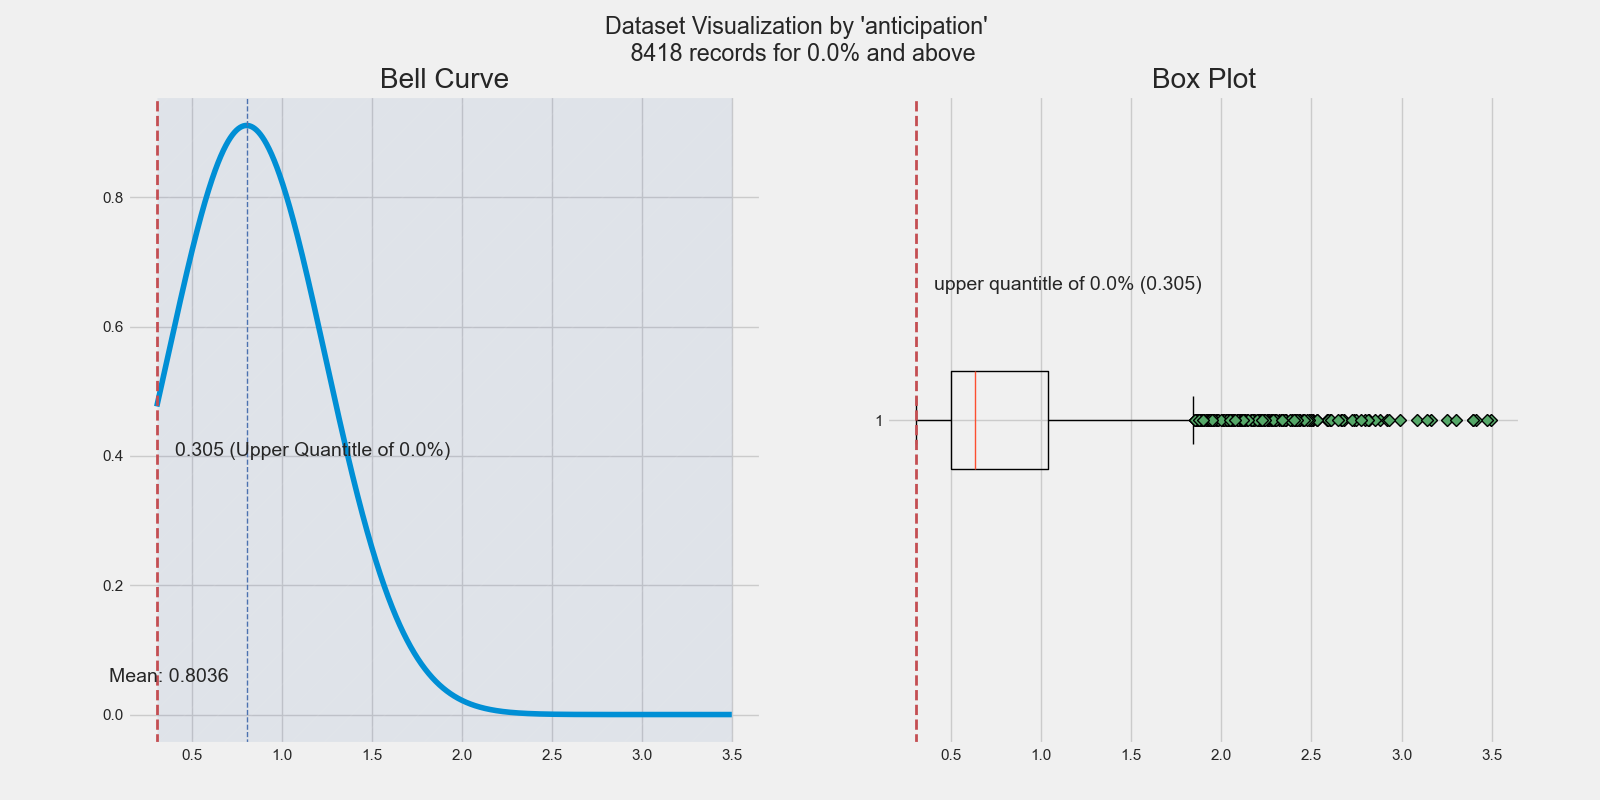 Dataset Visualization by 'anticipation'
8418 records for 0.0% and above
Bell Curve
0.8
0.6
0.305 (Upper Quantitle of 0.0%)
0.4
0.2
Mean: 0.8036
0.0
0.5 1.0 1.5 2.0 2.5 3.0 3.5
Box Plot
upper quantitle of 0.0% (0.305)
1
0.5 1.0 1.5 2.0 2.5 3.0 3.5